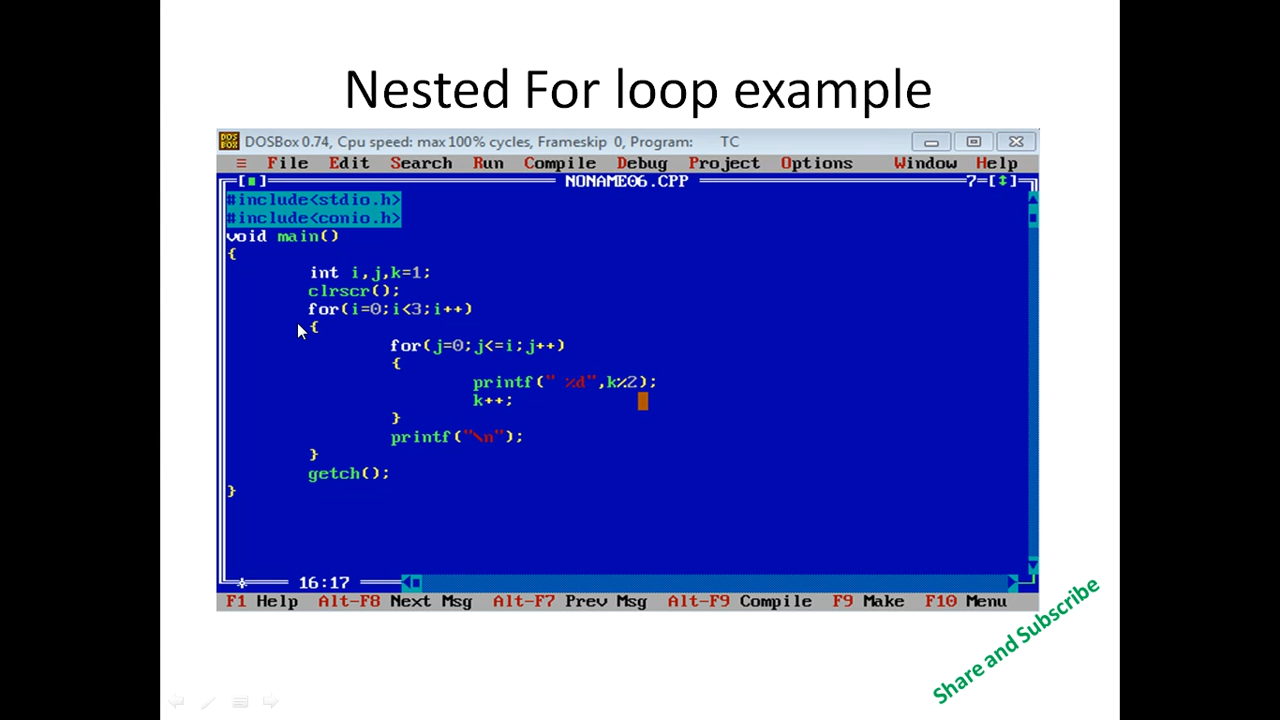 Nested For loop example
DOSBox 0.74, Cpu speed: max 100% cycles, Frameskip 0, Program: TC
≡ File Edit Search Run Compile Debug Project Options Window Help
[■] NONAME06.CPP 7=[↕]
#include<stdio.h>
#include<conio.h>
void main()
{
int i,j,k=1;
clrscr();
for(i=0;i<3;i++)
{
for(j=0;j<=i;j++)
{
printf(" %d",k%2);
k++;
}
printf("\n");
}
getch();
}
16:17
F1 Help Alt-F8 Next Msg Alt-F7 Prev Msg Alt-F9 Compile F9 Make F10 Menu
Share and Subscribe